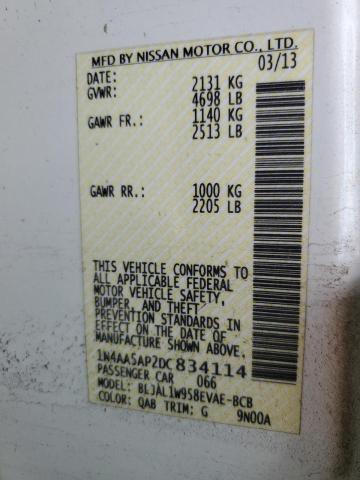 MFD BY NISSAN MOTOR CO., LTD.
DATE: 03/13
GVWR: 2131 KG
4698 LB
GAWR FR.: 1140 KG
2513 LB
GAWR RR.: 1000 KG
2205 LB
THIS VEHICLE CONFORMS TO
ALL APPLICABLE FEDERAL
MOTOR VEHICLE SAFETY,
BUMPER, AND THEFT
PREVENTION STANDARDS IN
EFFECT ON THE DATE OF
MANUFACTURE SHOWN ABOVE.
1N4AA5AP2DC834114
PASSENGER CAR 066
MODEL: BLJALLW958EVAE-BCB
COLOR: QAB TRIM: G 9N00A